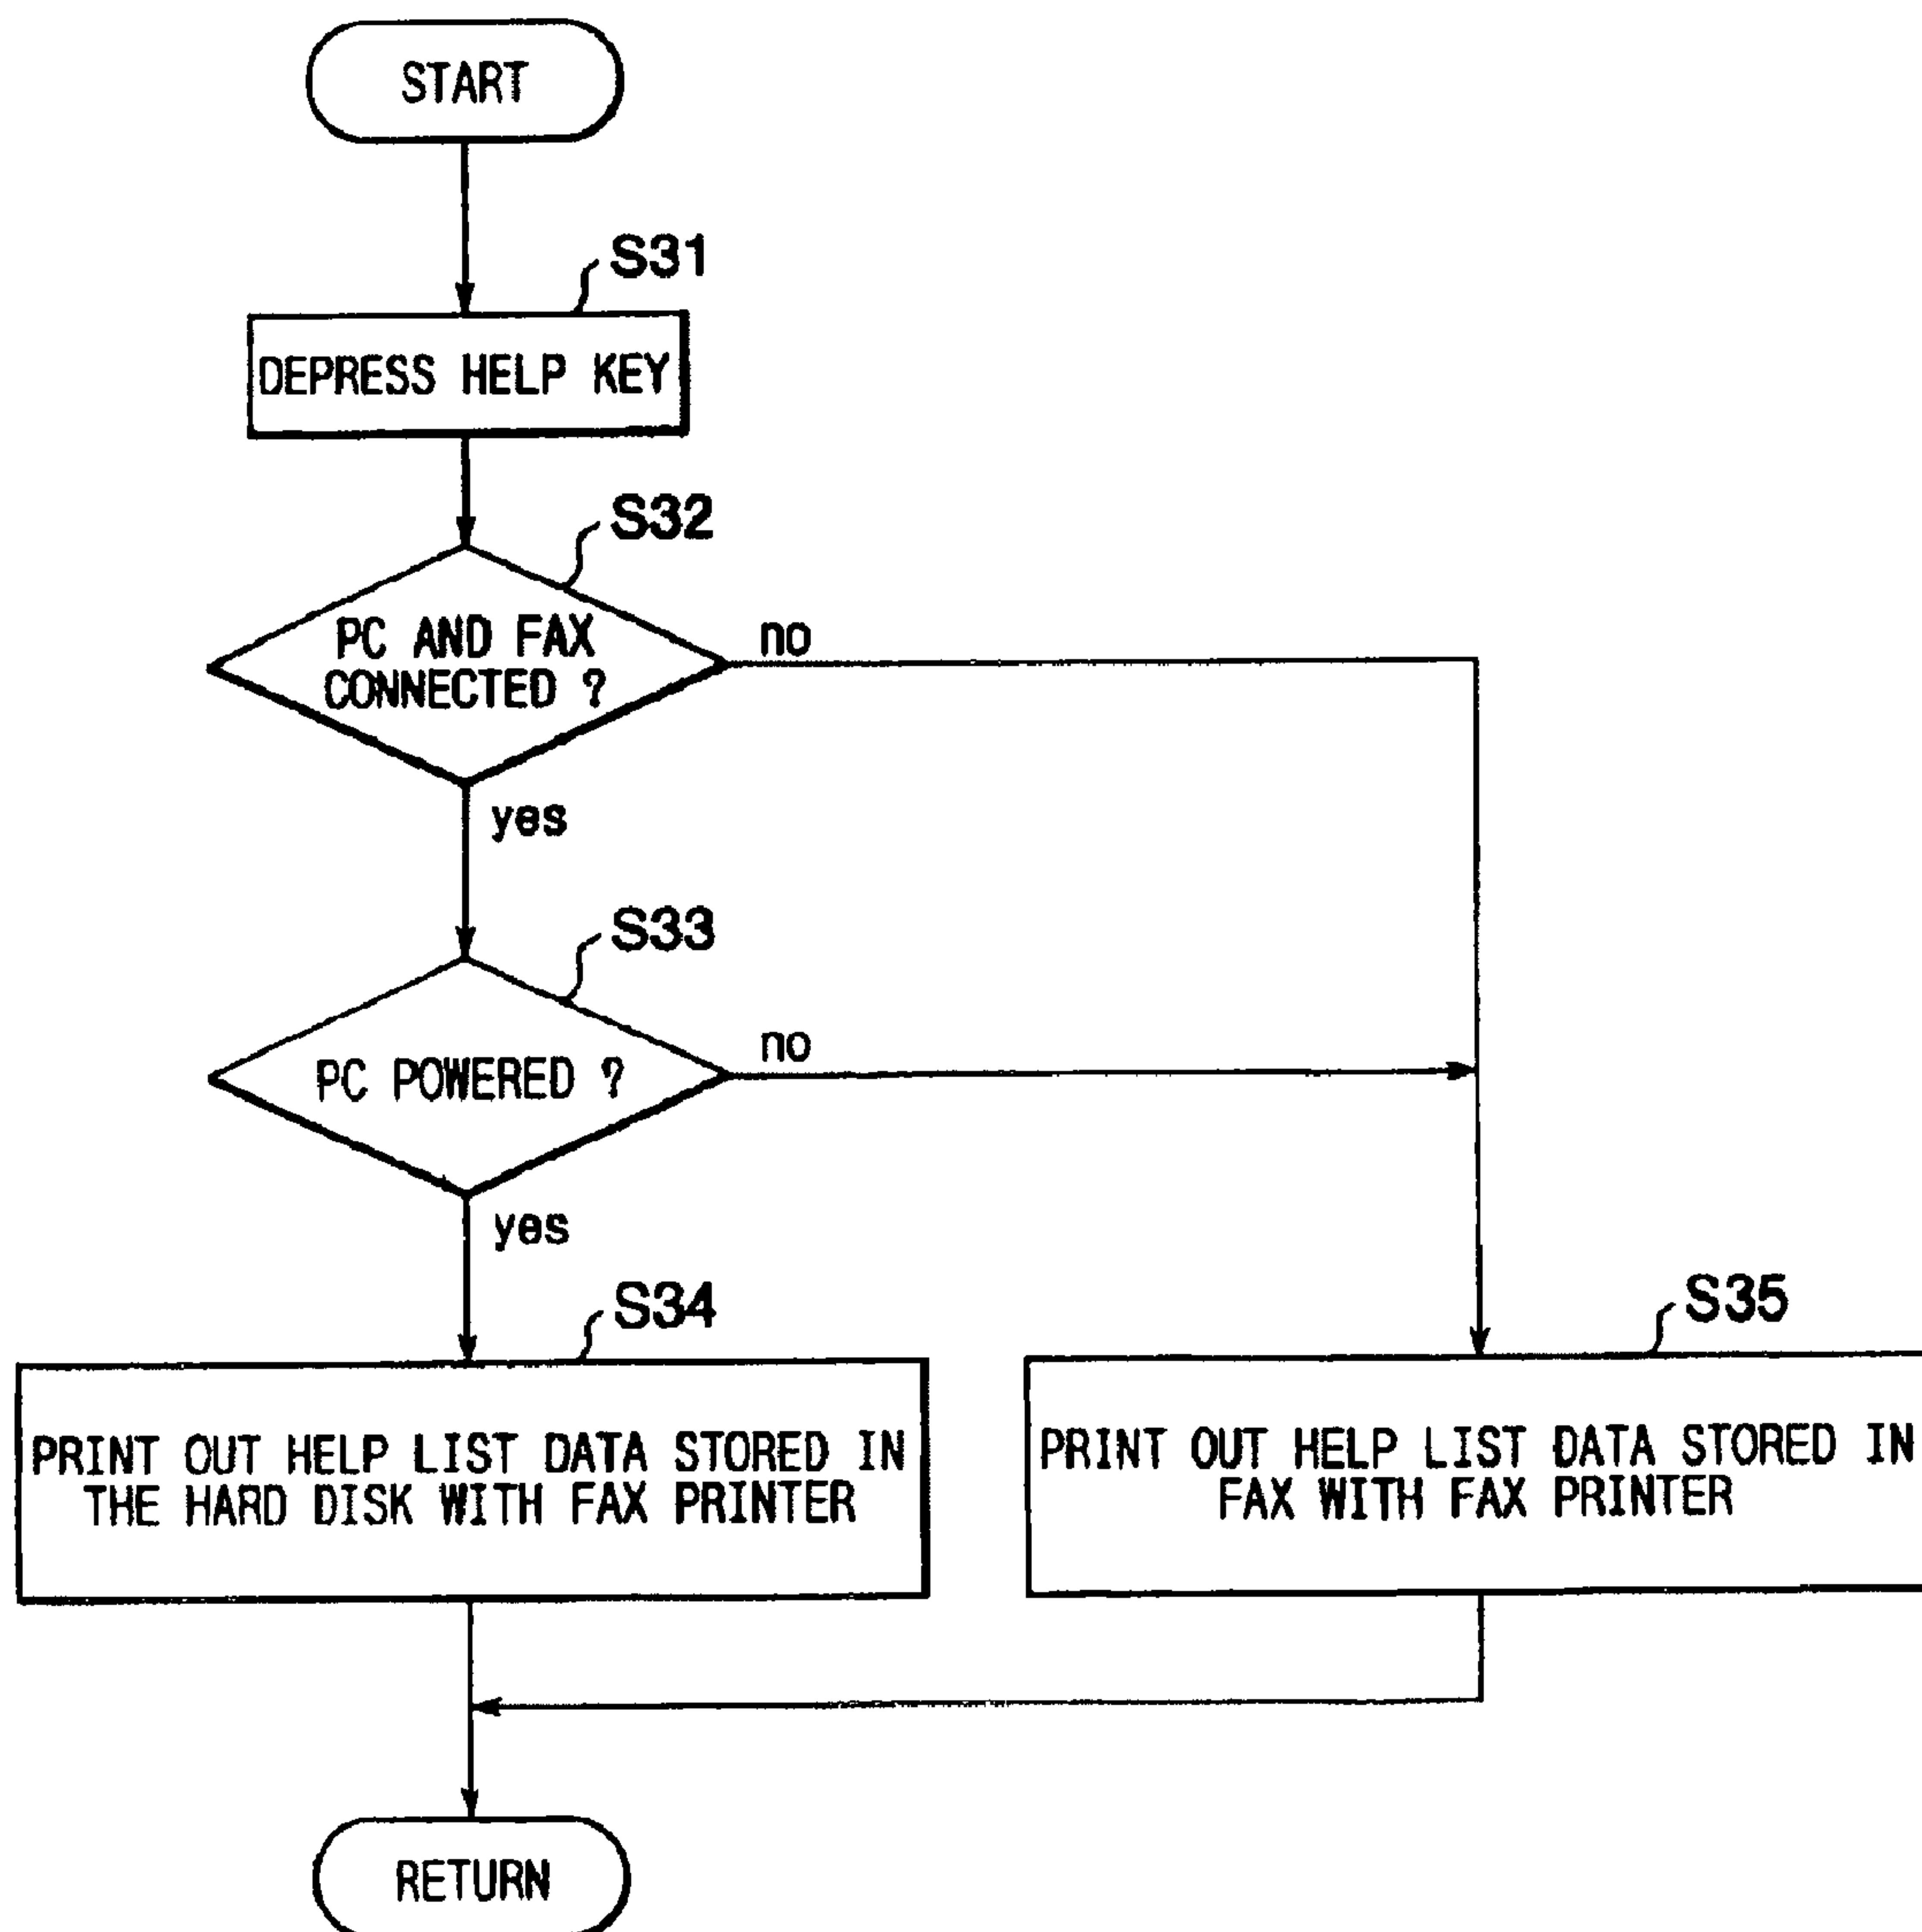 START
S31
DEPRESS HELP KEY
S32
PC AND FAX
CONNECTED ?
no
yes
S33
PC POWERED ?
no
yes
S34
PRINT OUT HELP LIST DATA STORED IN
THE HARD DISK WITH FAX PRINTER
S35
PRINT OUT HELP LIST DATA STORED IN
FAX WITH FAX PRINTER
RETURN